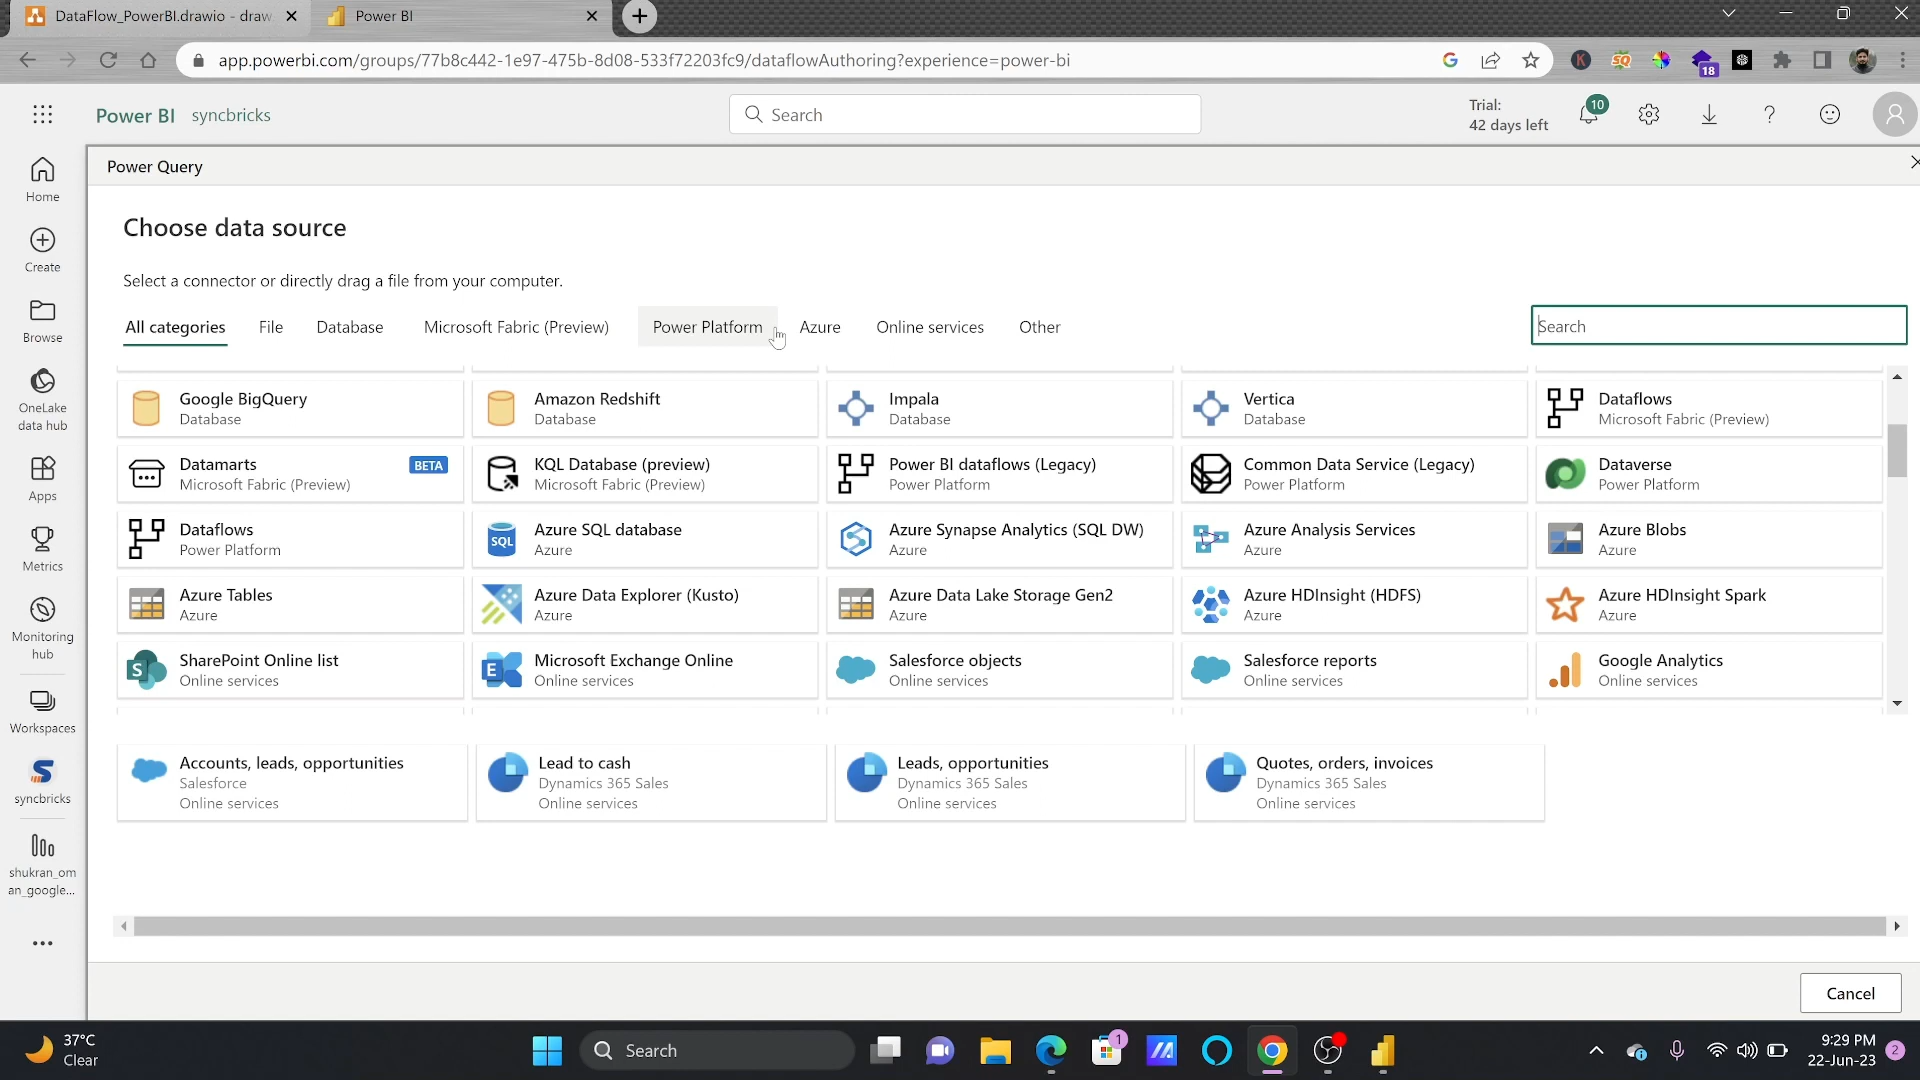 DataFlow_PowerBI.drawio - draw
Power BI
app.powerbi.com/groups/77b8c442-1e97-475b-8d08-533f72203fc9/dataflowAuthoring?experience=power-bi
18
Power BI syncbricks
Search
Trial:
42 days left
10
Home
Create
Browse
OneLake
data hub
Apps
Metrics
Monitoring
hub
Workspaces
syncbricks
shukran_om
an_google...
Power Query
Choose data source
Select a connector or directly drag a file from your computer.
All categories File Database Microsoft Fabric (Preview) Power Platform Azure Online services Other
Search
Google BigQuery
Database
Amazon Redshift
Database
Impala
Database
Vertica
Database
Dataflows
Microsoft Fabric (Preview)
Datamarts
BETA
Microsoft Fabric (Preview)
KQL Database (preview)
Microsoft Fabric (Preview)
Power BI dataflows (Legacy)
Power Platform
Common Data Service (Legacy)
Power Platform
Dataverse
Power Platform
Dataflows
Power Platform
SQL
Azure SQL database
Azure
Azure Synapse Analytics (SQL DW)
Azure
Azure Analysis Services
Azure
Azure Blobs
Azure
Azure Tables
Azure
Azure Data Explorer (Kusto)
Azure
Azure Data Lake Storage Gen2
Azure
Azure HDInsight (HDFS)
Azure
Azure HDInsight Spark
Azure
SharePoint Online list
Online services
Microsoft Exchange Online
Online services
Salesforce objects
Online services
Salesforce reports
Online services
Google Analytics
Online services
Accounts, leads, opportunities
Salesforce
Online services
Lead to cash
Dynamics 365 Sales
Online services
Leads, opportunities
Dynamics 365 Sales
Online services
Quotes, orders, invoices
Dynamics 365 Sales
Online services
Cancel
37°C
Clear
Search
1
9:29 PM
22-Jun-23
2